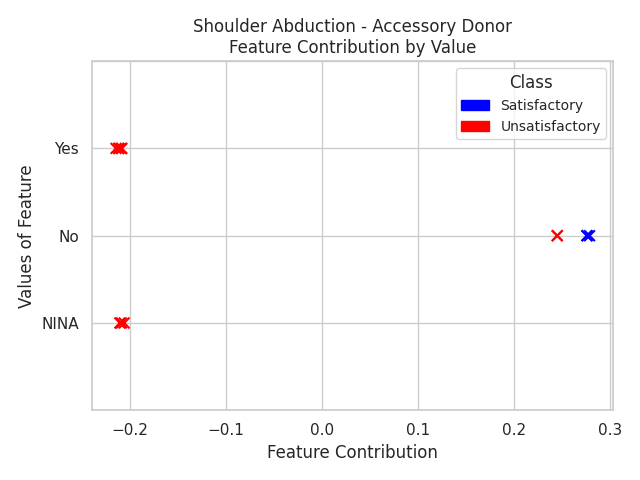 Shoulder Abduction - Accessory Donor
Feature Contribution by Value
Class
Satisfactory
Unsatisfactory
Values of Feature
Yes
No
NINA
−0.2
−0.1
0.0
0.1
0.2
0.3
Feature Contribution